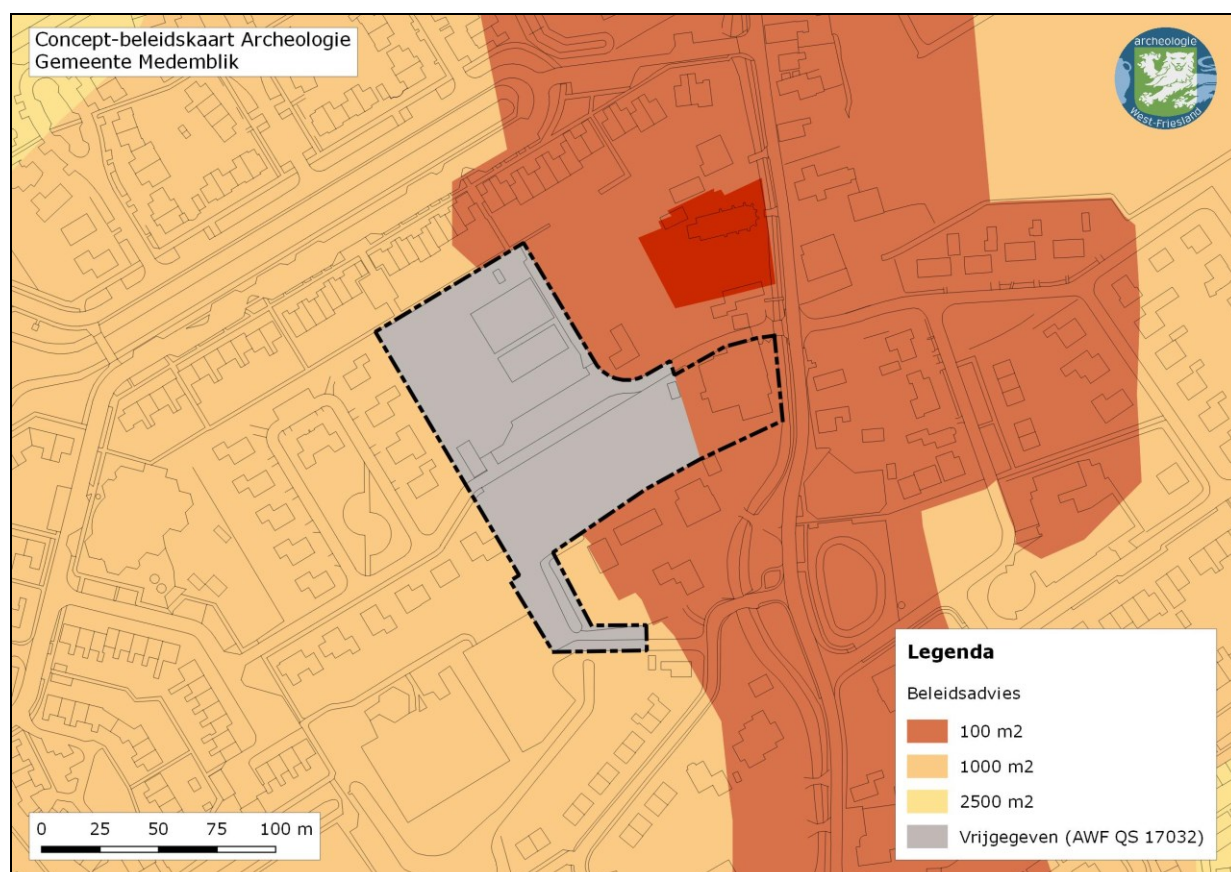 Concept-beleidskaart Archeologie
Gemeente Medemblik
archeologie
West-Friesland
Legenda
Beleidsadvies
100 m2
1000 m2
2500 m2
Vrijgegeven (AWF QS 17032)
0 25 50 75 100 m